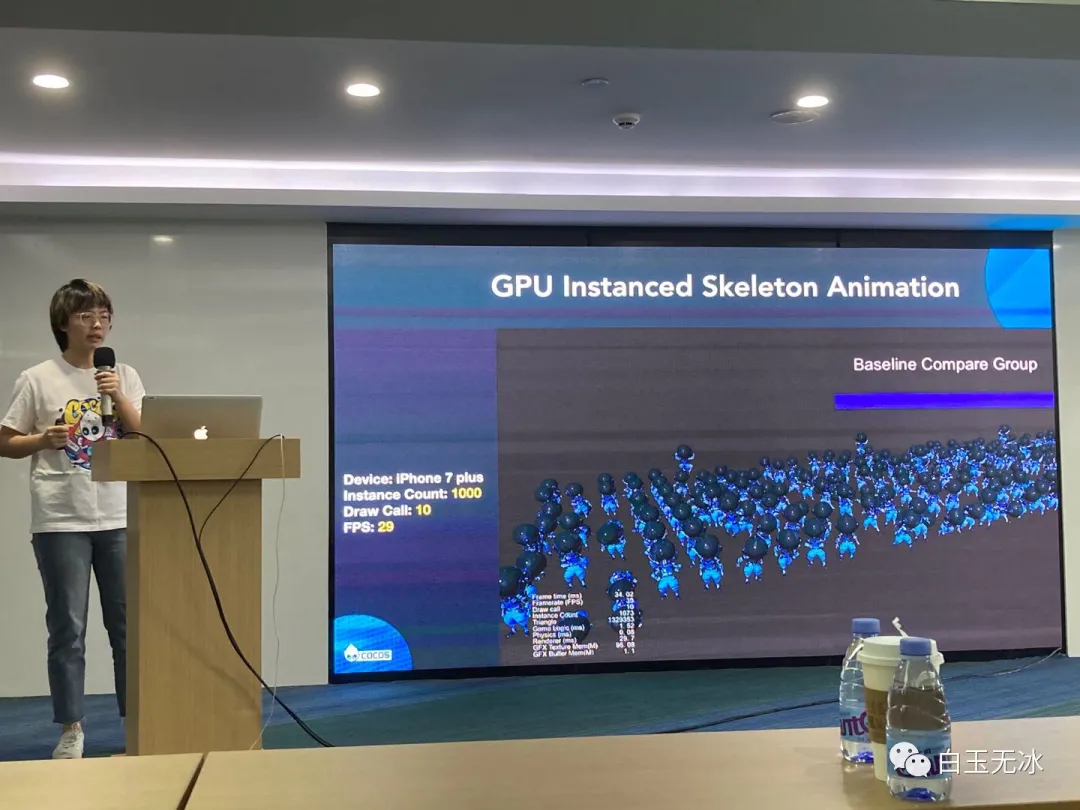 GPU Instanced Skeleton Animation
Baseline Compare Group
Device: iPhone 7 plus
Instance Count: 1000
Draw Call: 10
FPS: 29
Frame time (ms) 34.02
Framerate (FPS)
Draw call 10
Instance Count 1073
Triangle 1329353
Game Logic (ms) 1.52
Physics (ms) 0.08
Renderer (ms) 29.7
GFX Texture Mem(M)
GFX Buffer Mem(M) 1.1
COCOS
白玉无冰